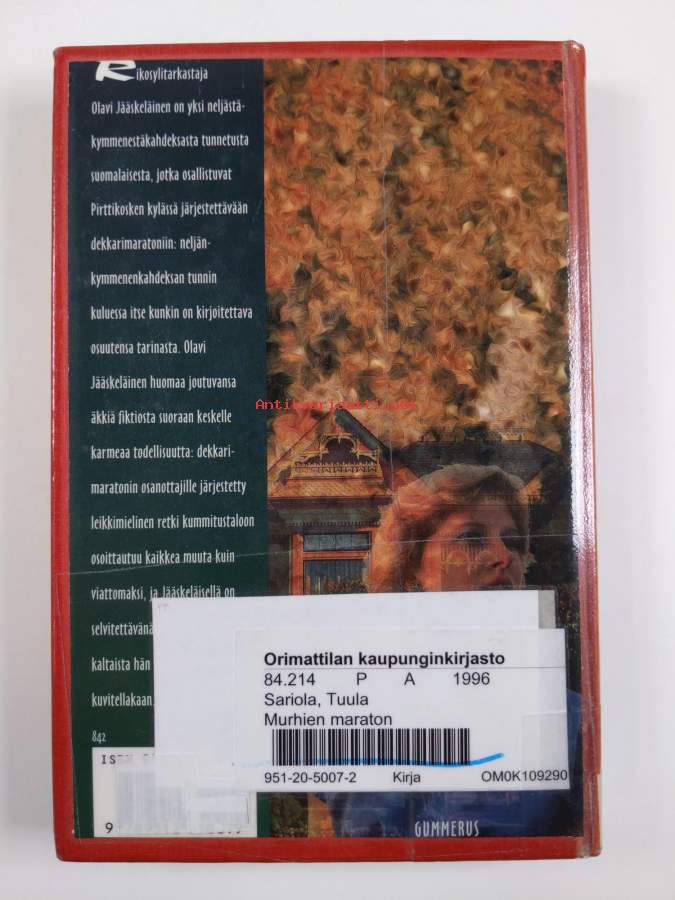 Rikosylitarkastaja
Olavi Jääskeläinen on yksi neljästä-
kymmenestäkahdeksasta tunnetusta
suomalaisesta, jotka osallistuvat
Pirttikosken kylässä järjestettävään
dekkarimaratoniin: neljän-
kymmenenkahdeksan tunnin
kuluessa itse kunkin on kirjoitettava
osuutensa tarinasta. Olavi
Jääskeläinen huomaa joutuvansa
äkkiä fiktiosta suoraan keskelle
karmeaa todellisuutta: dekkari-
maratonin osanottajille järjestetty
leikkimielinen retki kummitustaloon
osoittautuu kaikkea muuta kuin
viattomaksi, ja Jääskeläisellä on
selvitettävänä
kaltaista hän
kuvitellakaan.
842
ISBN
9
Orimattilan kaupunginkirjasto
84.214 P A 1996
Sariola, Tuula
Murhien maraton
951-20-5007-2 Kirja OM0K109290
GUMMERUS